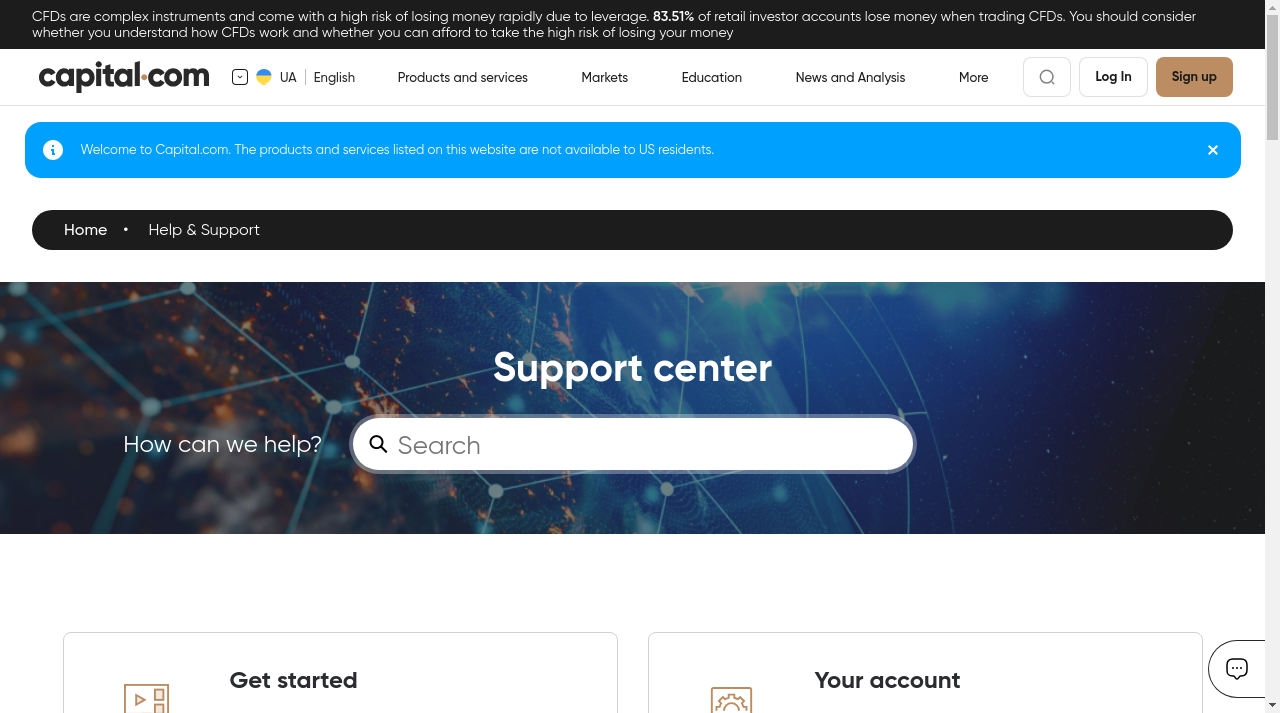 CFDs are complex instruments and come with a high risk of losing money rapidly due to leverage. 83.51% of retail investor accounts lose money when trading CFDs. You should consider
whether you understand how CFDs work and whether you can afford to take the high risk of losing your money
capital.com
UA
English
Products and services
Markets
Education
News and Analysis
More
Log In
Sign up
Welcome to Capital.com. The products and services listed on this website are not available to US residents.
Home
Help & Support
Support center
How can we help?
Search
Get started
Your account